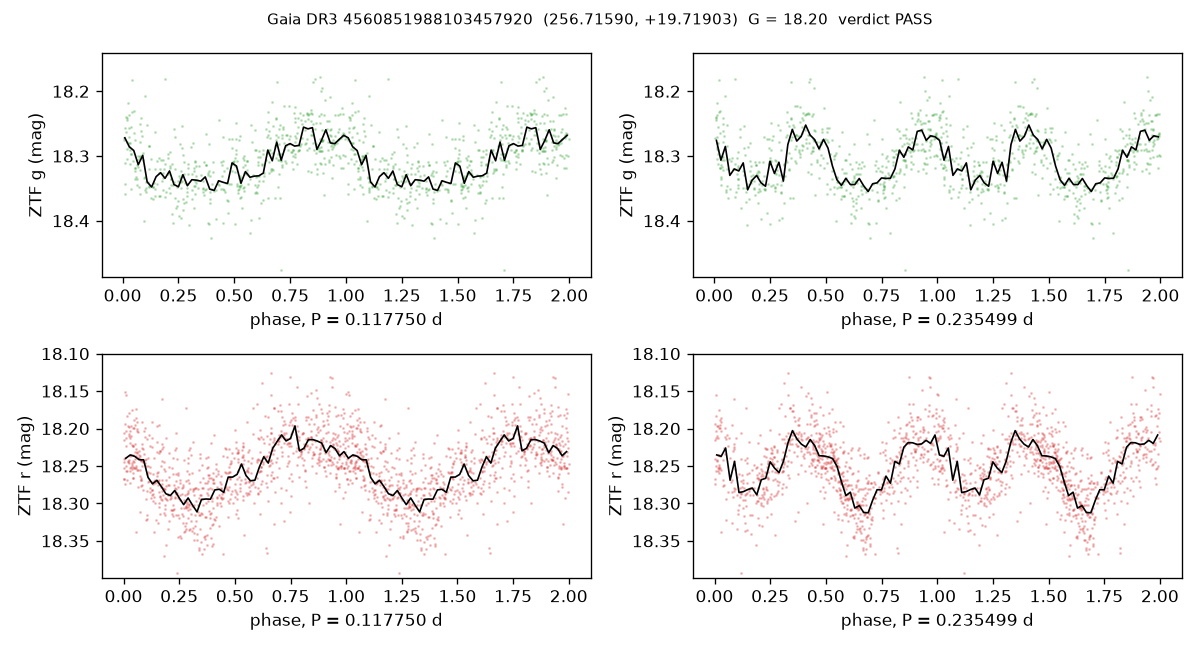 Gaia DR3 4560851988103457920  (256.71590, +19.71903)  G = 18.20  verdict PASS
ZTF g (mag)
18.2
18.3
18.4
0.00 0.25 0.50 0.75 1.00 1.25 1.50 1.75 2.00
phase, P = 0.117750 d
ZTF g (mag)
18.2
18.3
18.4
0.00 0.25 0.50 0.75 1.00 1.25 1.50 1.75 2.00
phase, P = 0.235499 d
ZTF r (mag)
18.10
18.15
18.20
18.25
18.30
18.35
0.00 0.25 0.50 0.75 1.00 1.25 1.50 1.75 2.00
phase, P = 0.117750 d
ZTF r (mag)
18.10
18.15
18.20
18.25
18.30
18.35
0.00 0.25 0.50 0.75 1.00 1.25 1.50 1.75 2.00
phase, P = 0.235499 d